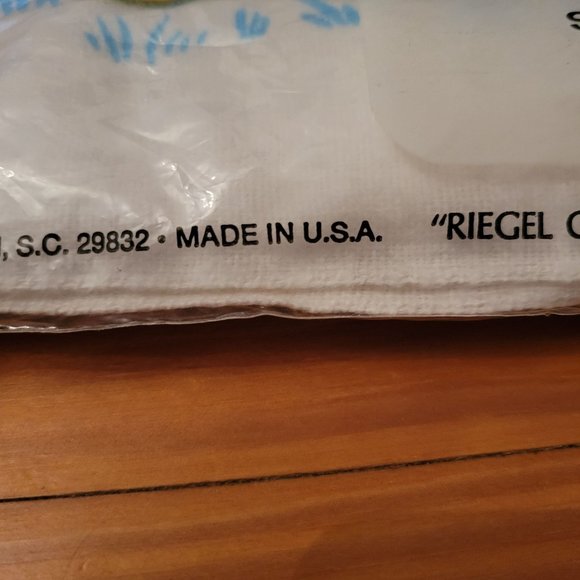 , S.C. 29832 • MADE IN U.S.A. "RIEGEL